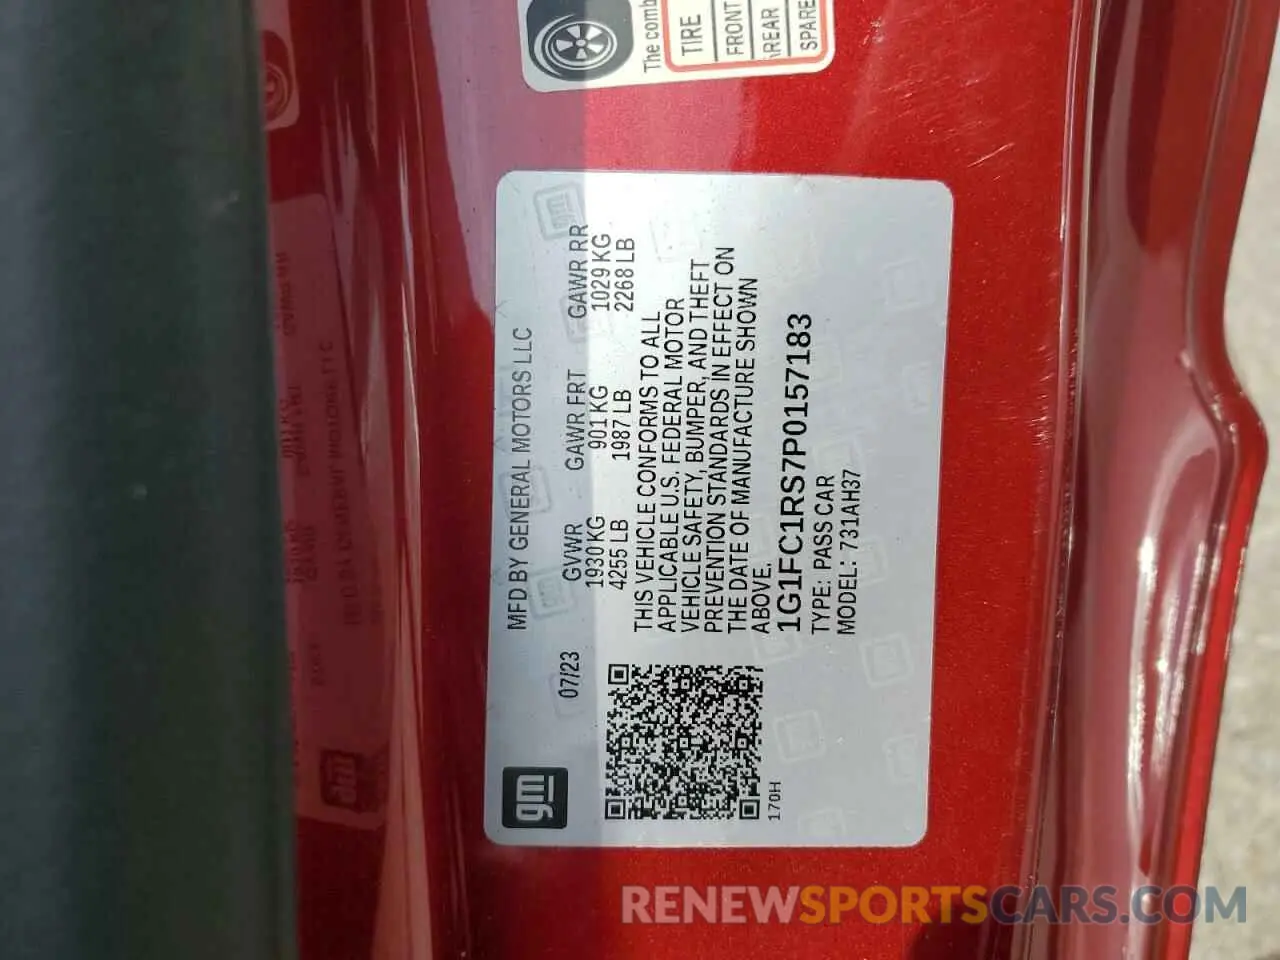 The comb
TIRE
FRONT
REAR
SPARE
gm
MFD BY GENERAL MOTORS LLC
07/23
GVWR GAWR FRT GAWR RR
1930 KG 901 KG 1029 KG
4255 LB 1987 LB 2268 LB
THIS VEHICLE CONFORMS TO ALL
APPLICABLE U.S. FEDERAL MOTOR
VEHICLE SAFETY, BUMPER, AND THEFT
PREVENTION STANDARDS IN EFFECT ON
THE DATE OF MANUFACTURE SHOWN
ABOVE.
1G1FC1RS7P0157183
TYPE: PASS CAR
MODEL: 731AH37
170H
RENEWSPORTSCARS.COM